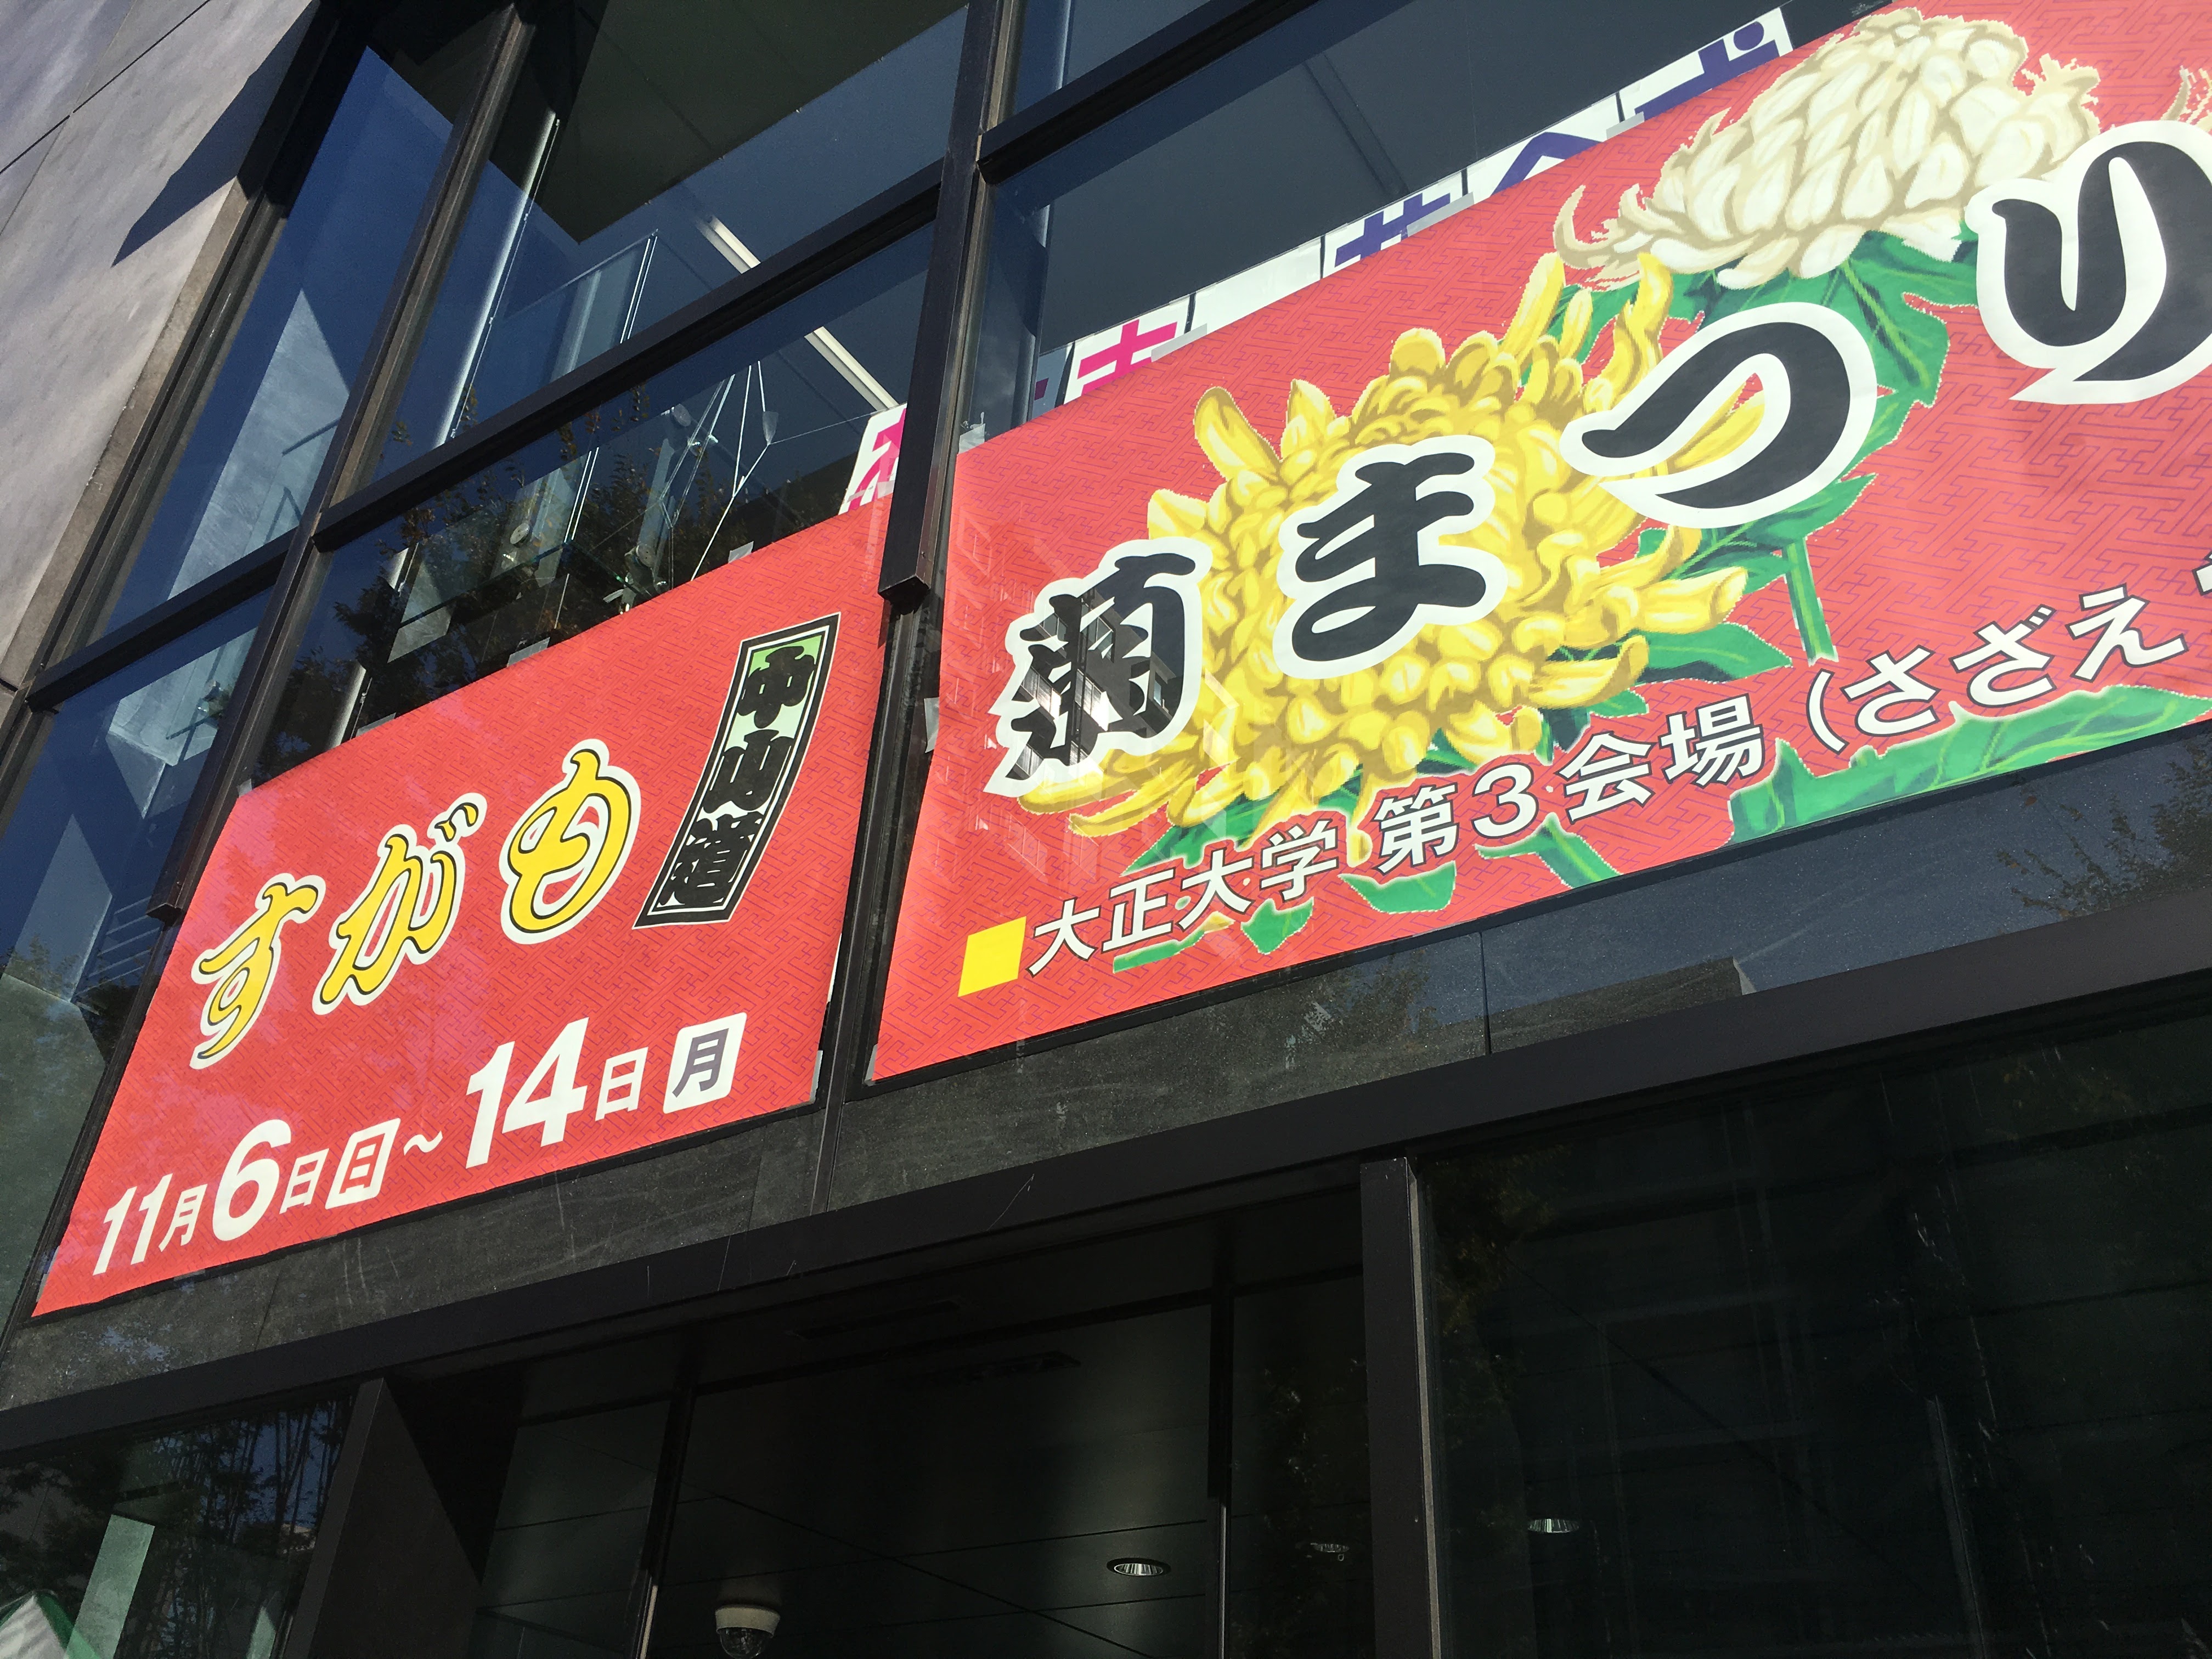 すがも
中山道
11月6日日～14日月
菊まつり
大正大学 第3会場（さざえ